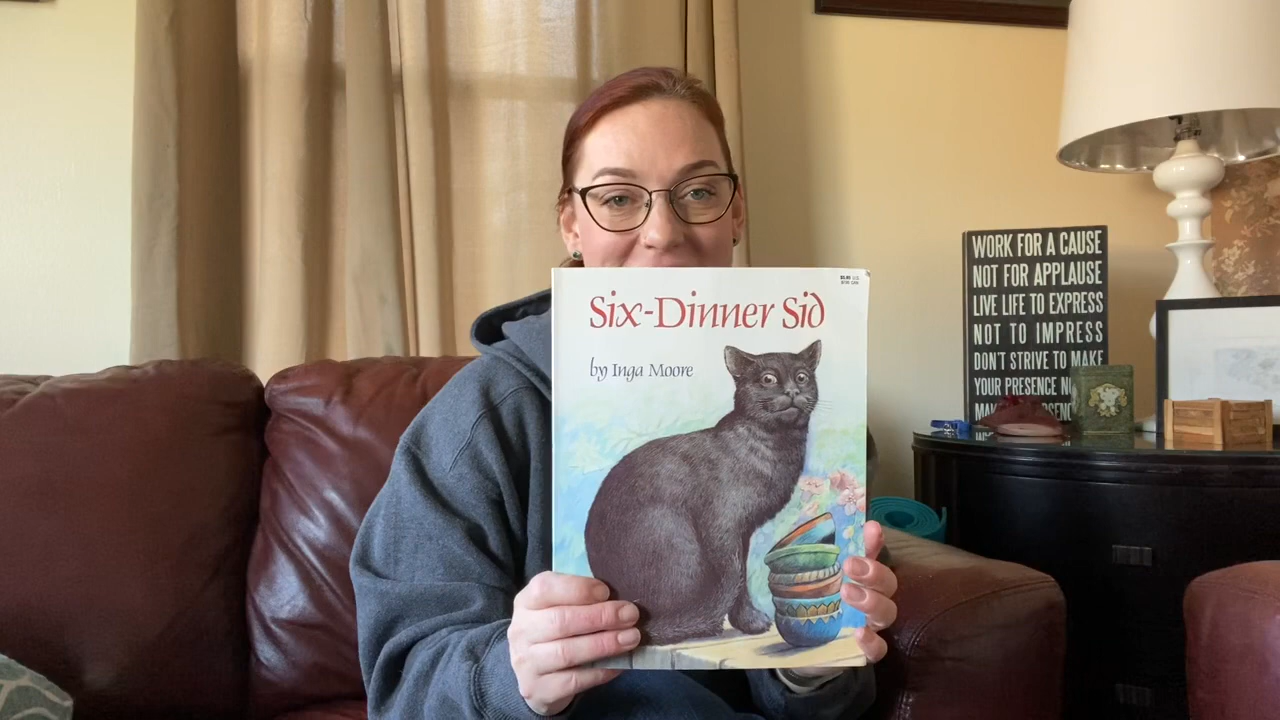 Six-Dinner Sid
by Inga Moore
WORK FOR A CAUSE
NOT FOR APPLAUSE
LIVE LIFE TO EXPRESS
NOT TO IMPRESS
DON'T STRIVE TO MAKE
YOUR PRESENCE